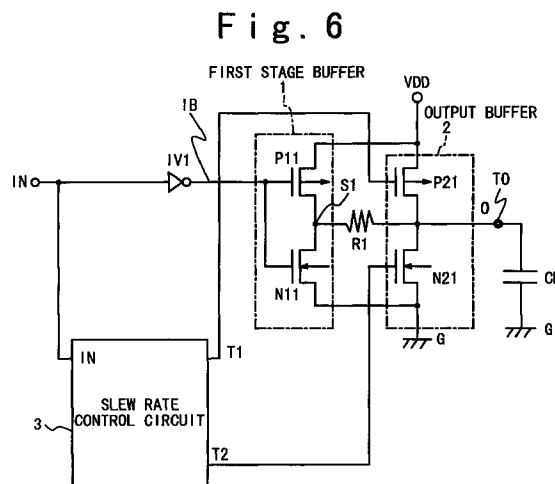 Fig. 6
FIRST STAGE BUFFER
1
VDD
OUTPUT BUFFER
2
IB
IN
IV1
P11
S1
R1
N11
P21
TO
O
N21
G
G
IN
T1
SLEW RATE
CONTROL CIRCUIT
3
T2